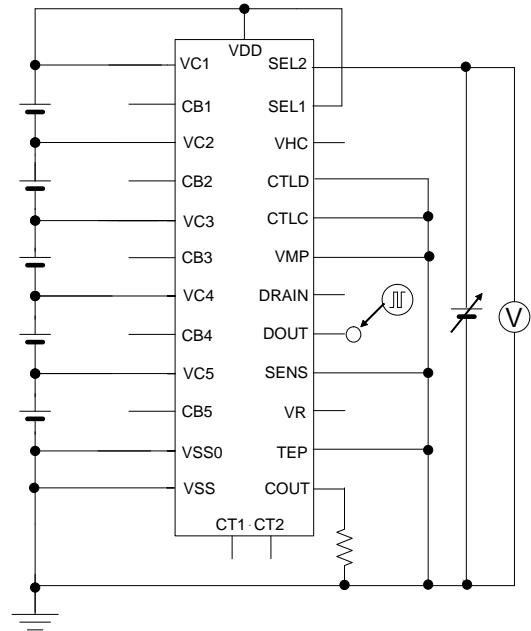 VDD
VC1 SEL2
CB1 SEL1
VC2 VHC
CB2 CTLD
VC3 CTLC
CB3 VMP
VC4 DRAIN
CB4 DOUT
VC5 SENS
CB5 VR
VSS0 TEP
VSS COUT
CT1 CT2
V